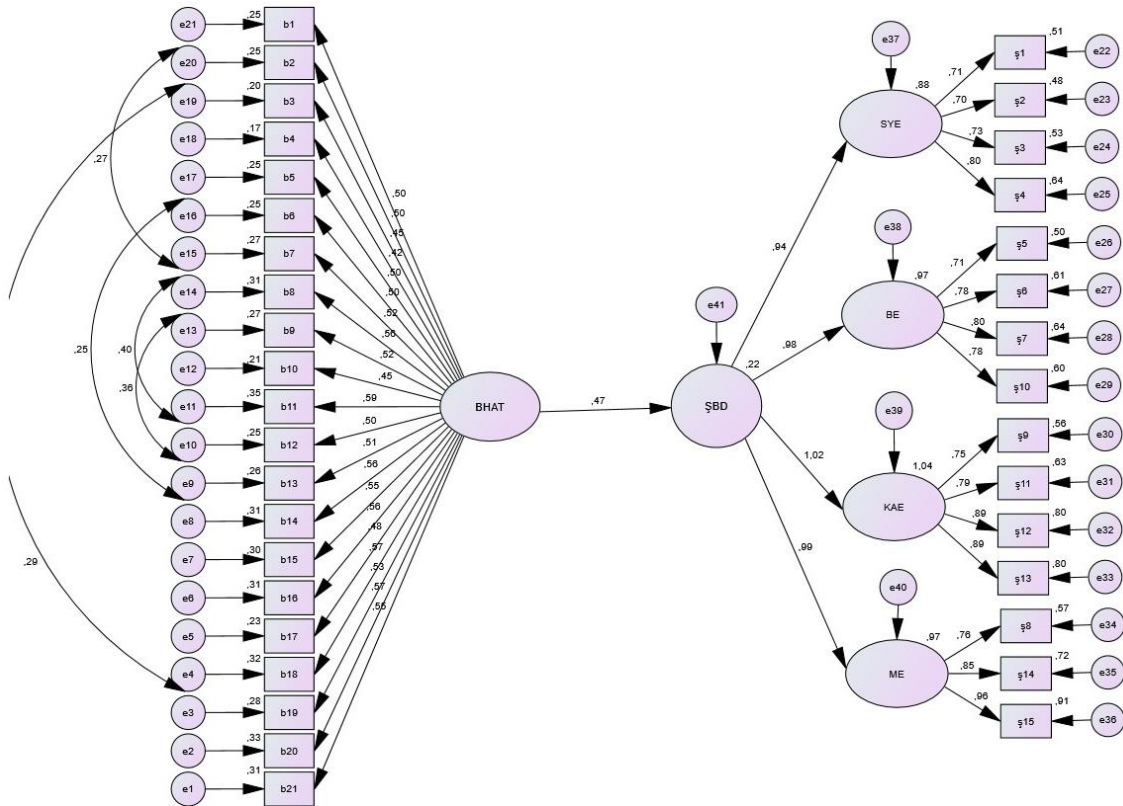 e21 ,25 b1
e20 ,25 b2
e19 ,20 b3
e18 ,17 b4
e17 ,25 b5
e16 ,25 b6
e15 ,27 b7
e14 ,31 b8
e13 ,27 b9
e12 ,21 b10
e11 ,35 b11
e10 ,25 b12
e9 ,26 b13
e8 ,31 b14
e7 ,30 b15
e6 ,31 b16
e5 ,23 b17
e4 ,32 b18
e3 ,28 b19
e2 ,33 b20
e1 ,31 b21
,27
,25
,40
,36
,29
,50
,50
,45
,42
,50
,50
,52
,56
,52
,45
,59
,50
,51
,56
,55
,56
,48
,57
,53
,57
,55
BHAT
,47
e41
,22
ŞBD
,94
,98
1,02
,99
e37
,88
SYE
,71 ş1 ,51 e22
,70 ş2 ,48 e23
,73 ş3 ,53 e24
,80 ş4 ,64 e25
e38
,97
BE
,71 ş5 ,50 e26
,78 ş6 ,61 e27
,80 ş7 ,64 e28
,78 ş10 ,60 e29
e39
1,04
KAE
,75 ş9 ,56 e30
,79 ş11 ,63 e31
,89 ş12 ,80 e32
,89 ş13 ,80 e33
e40
,97
ME
,76 ş8 ,57 e34
,85 ş14 ,72 e35
,96 ş15 ,91 e36